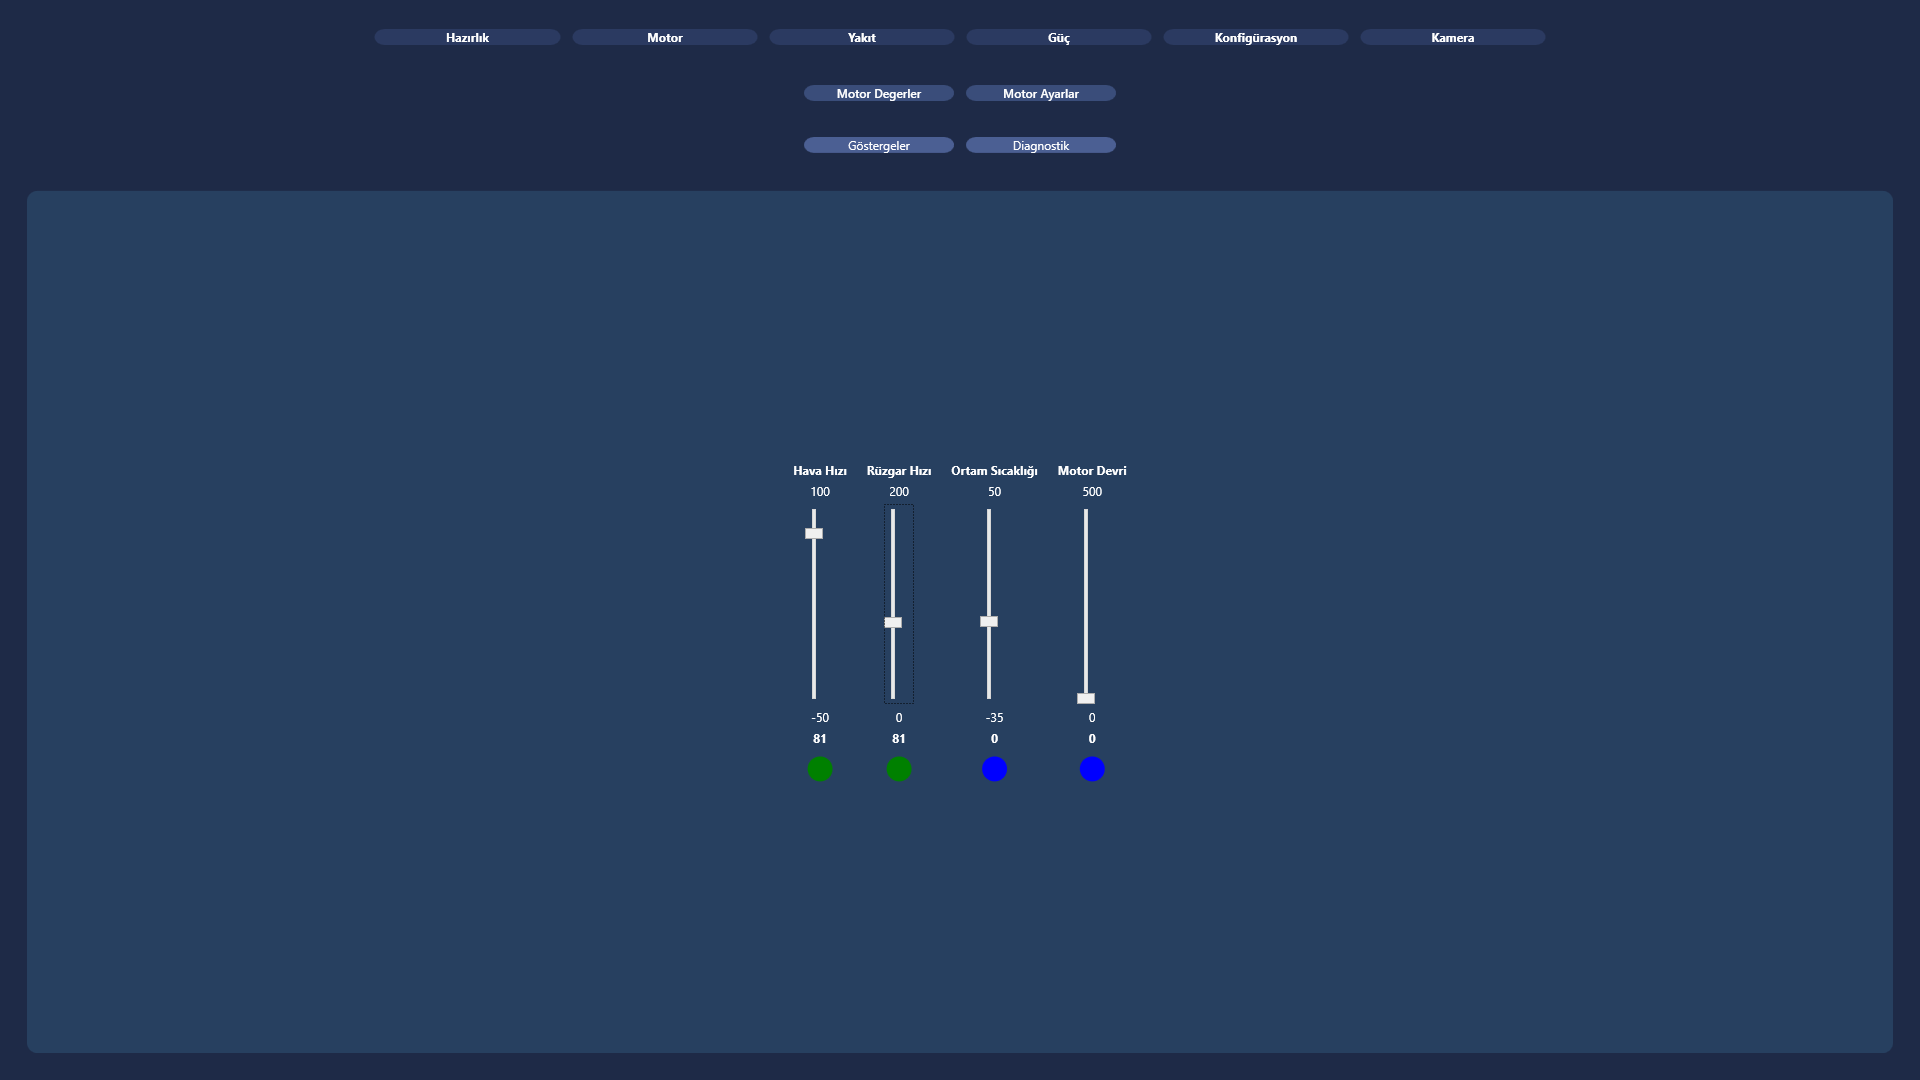 Hazırlık Motor Yakıt Güç Konfigürasyon Kamera
Motor Degerler Motor Ayarlar
Göstergeler Diagnostik
Hava Hızı Rüzgar Hızı Ortam Sıcaklığı Motor Devri
100 200 50 500
-50 0 -35 0
81 81 0 0